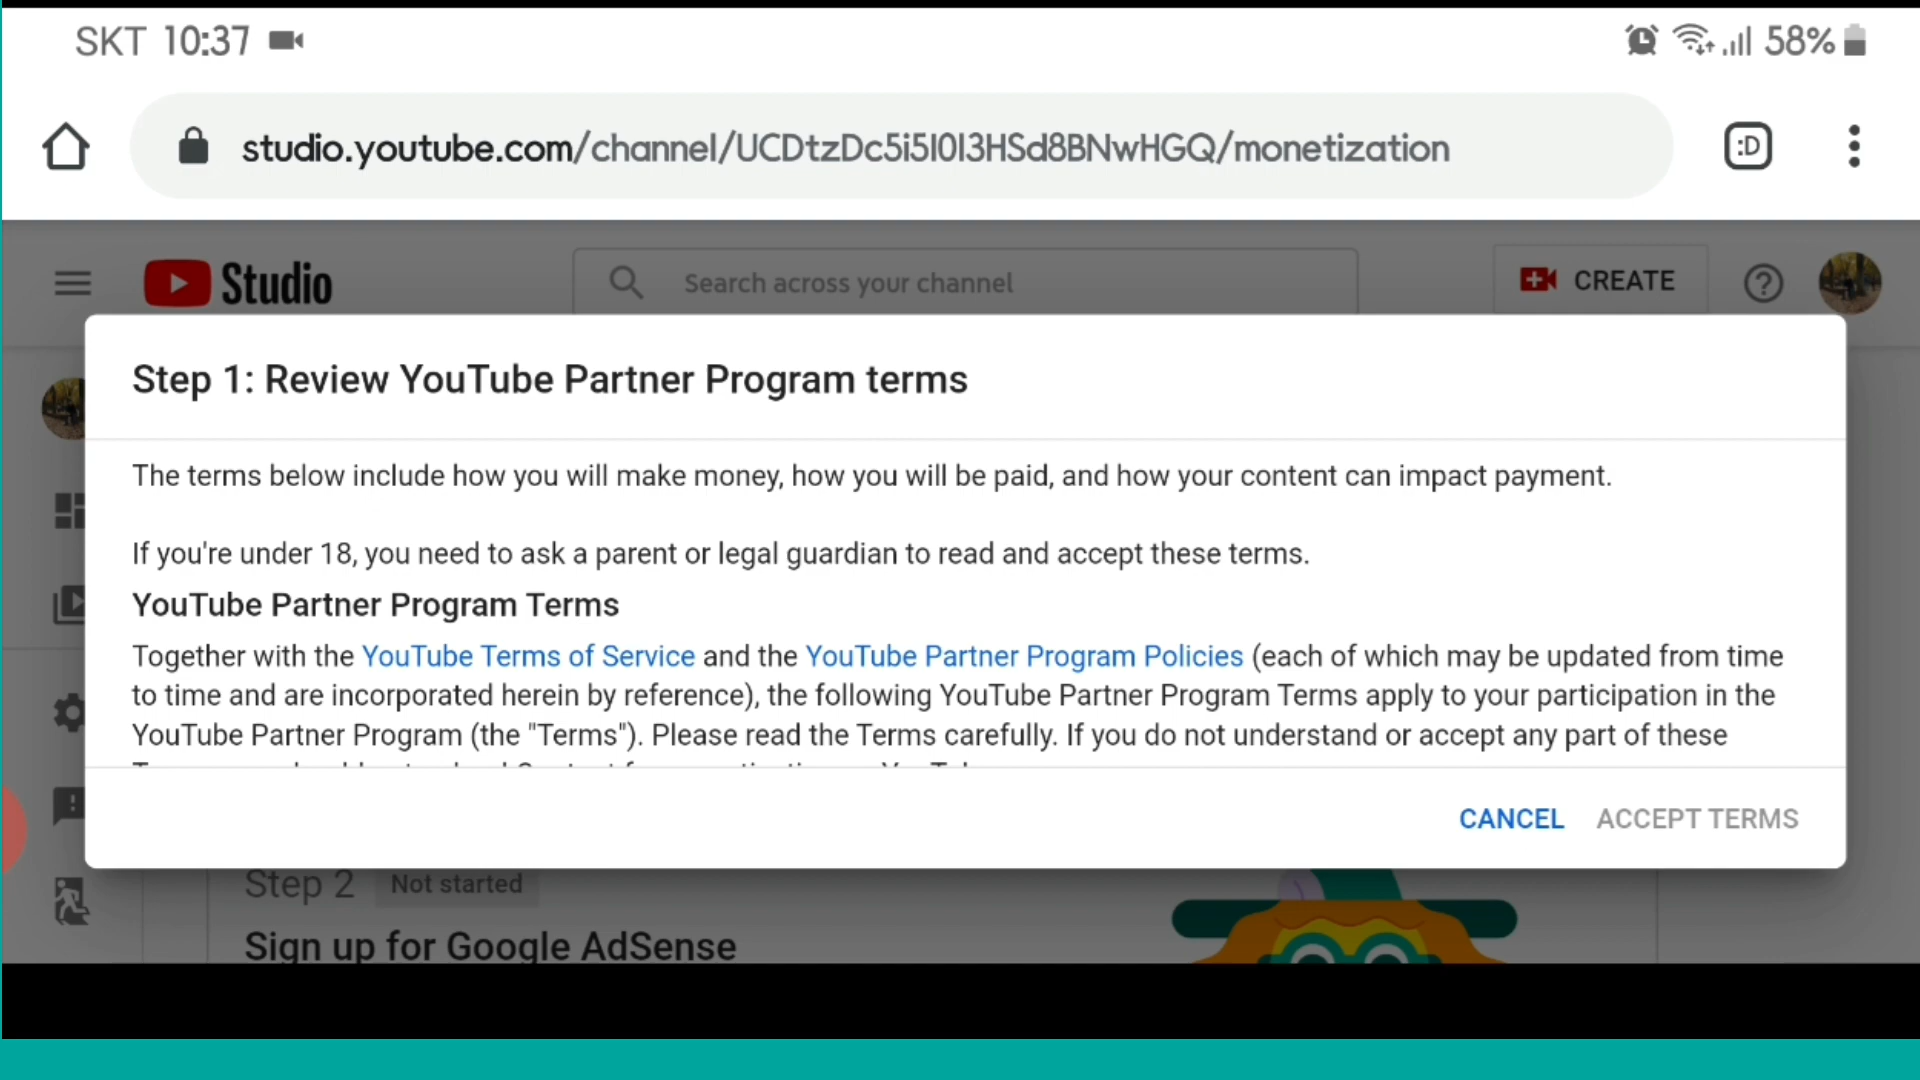 SKT 10:37
58%
studio.youtube.com/channel/UCDtzDc5i5I0I3HSd8BNwHGQ/monetization
:D
Studio
Search across your channel
CREATE
Step 1: Review YouTube Partner Program terms
The terms below include how you will make money, how you will be paid, and how your content can impact payment.
If you're under 18, you need to ask a parent or legal guardian to read and accept these terms.
YouTube Partner Program Terms
Together with the YouTube Terms of Service and the YouTube Partner Program Policies (each of which may be updated from time
to time and are incorporated herein by reference), the following YouTube Partner Program Terms apply to your participation in the
YouTube Partner Program (the "Terms"). Please read the Terms carefully. If you do not understand or accept any part of these
CANCEL ACCEPT TERMS
Step 2 Not started
Sign up for Google AdSense